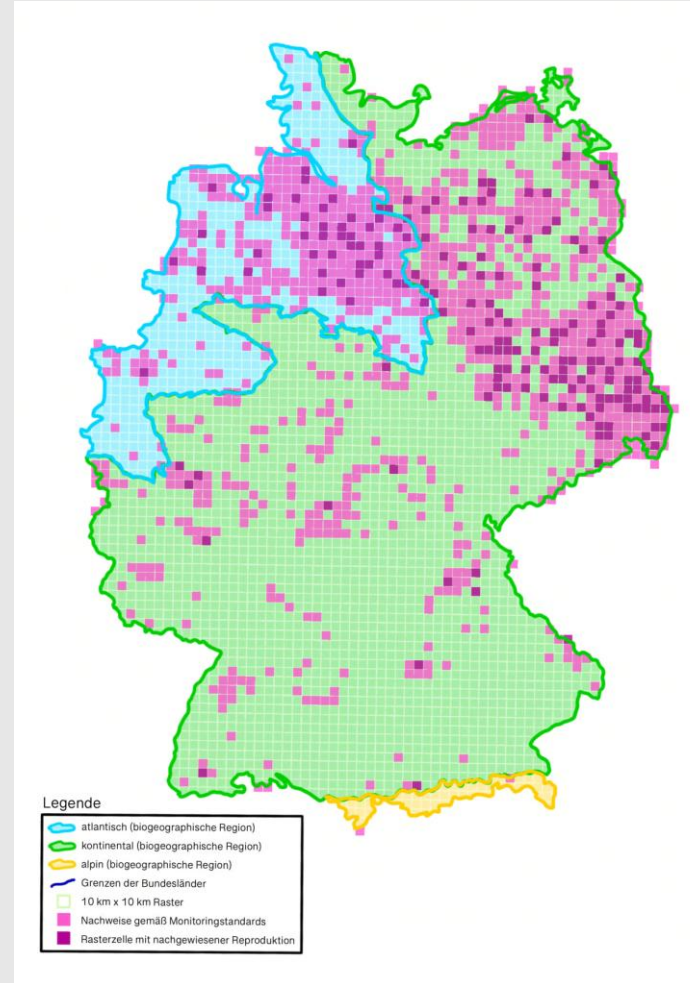 Legende
atlantisch (biogeographische Region)
kontinental (biogeographische Region)
alpin (biogeographische Region)
Grenzen der Bundesländer
10 km x 10 km Raster
Nachweise gemäß Monitoringstandards
Rasterzelle mit nachgewiesener Reproduktion